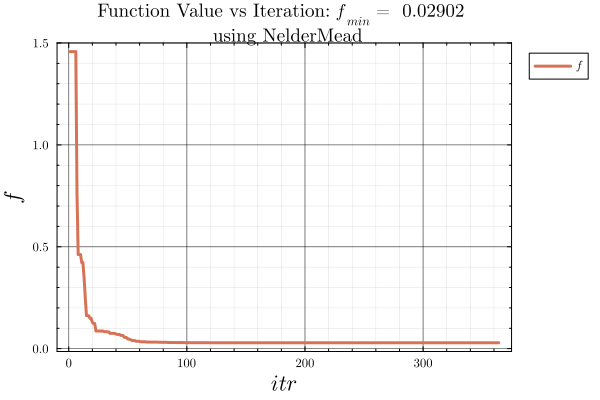 Function Value vs Iteration: f_min = 0.02902
using NelderMead
f
1.5
1.0
0.5
0.0
f
0 100 200 300
itr